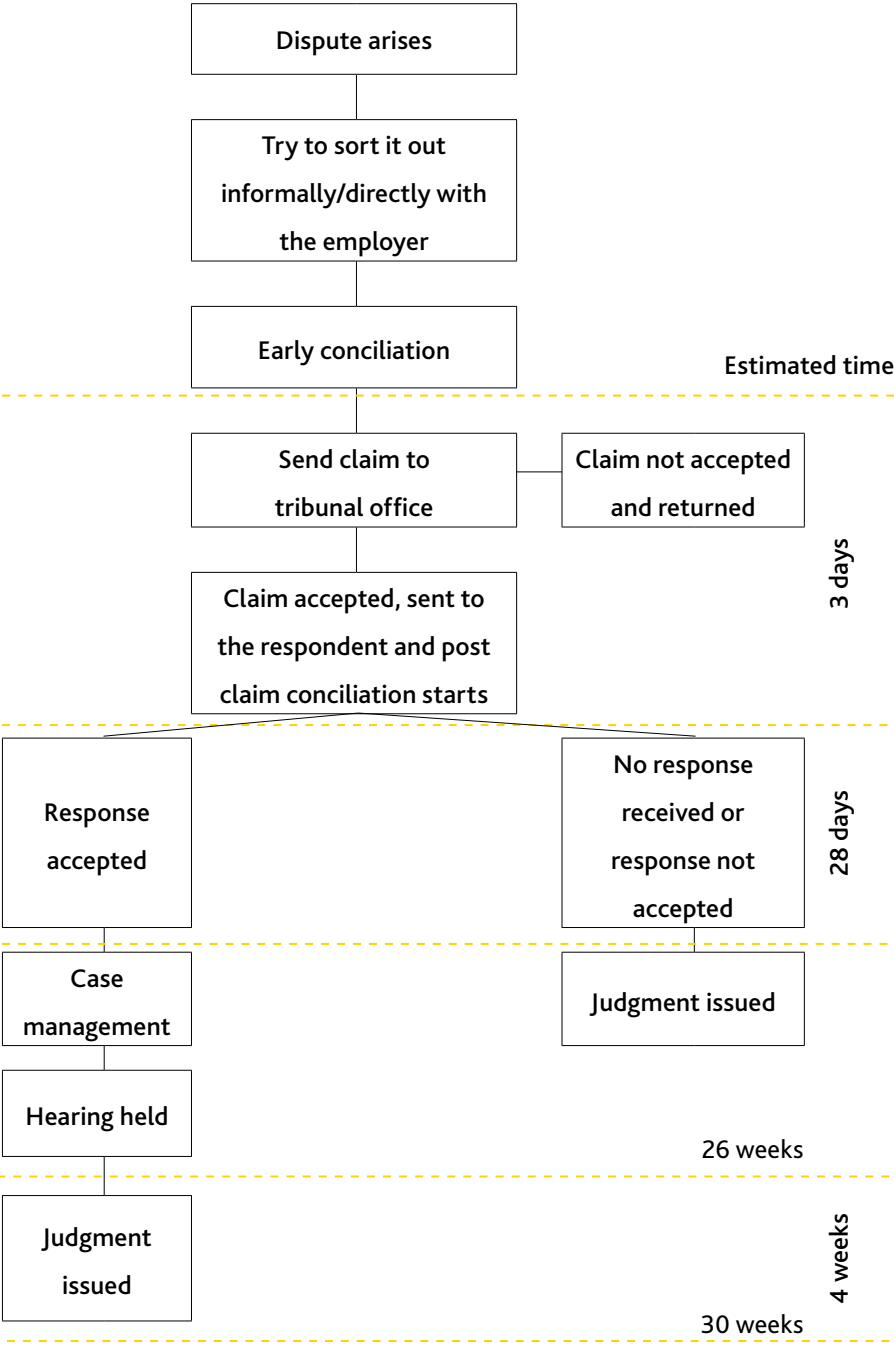 Dispute arises
Try to sort it out
informally/directly with
the employer
Early conciliation
Estimated time
Send claim to
tribunal office
Claim not accepted
and returned
3 days
Claim accepted, sent to
the respondent and post
claim conciliation starts
Response
accepted
No response
received or
response not
accepted
28 days
Case
management
Judgment issued
Hearing held
26 weeks
Judgment
issued
4 weeks
30 weeks